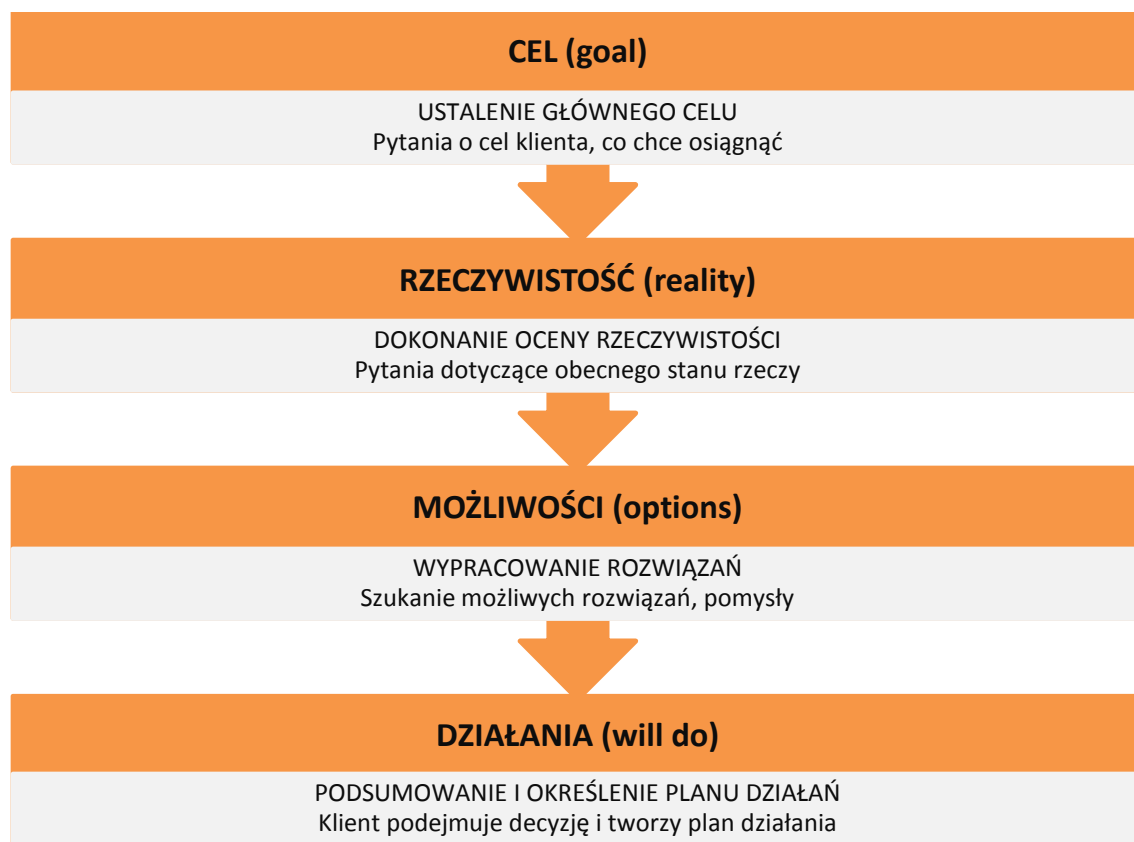 CEL (goal)
USTALENIE GŁÓWNEGO CELU
Pytania o cel klienta, co chce osiągnąć
RZECZYWISTOŚĆ (reality)
DOKONANIE OCENY RZECZYWISTOŚCI
Pytania dotyczące obecnego stanu rzeczy
MOŻLIWOŚCI (options)
WYPRACOWANIE ROZWIĄZAŃ
Szukanie możliwych rozwiązań, pomysły
DZIAŁANIA (will do)
PODSUMOWANIE I OKREŚLENIE PLANU DZIAŁAŃ
Klient podejmuje decyzję i tworzy plan działania